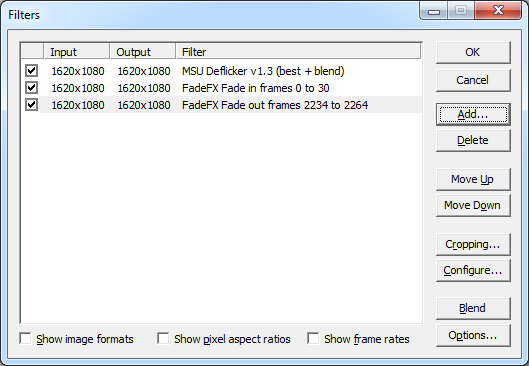 Filters
Input Output Filter
1620x1080 1620x1080 MSU Deflicker v1.3 (best + blend)
1620x1080 1620x1080 FadeFX Fade in frames 0 to 30
1620x1080 1620x1080 FadeFX Fade out frames 2234 to 2264
OK
Cancel
Add...
Delete
Move Up
Move Down
Cropping...
Configure...
Blend
Options...
Show image formats
Show pixel aspect ratios
Show frame rates